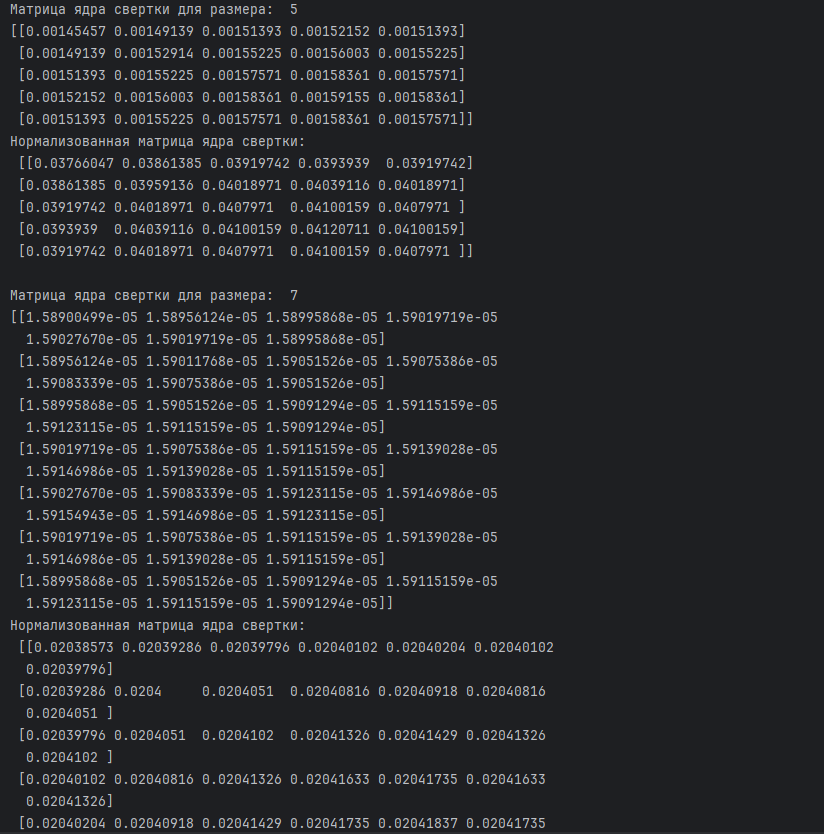 Матрица ядра свертки для размера:  5
[[0.00145457 0.00149139 0.00151393 0.00152152 0.00151393]
 [0.00149139 0.00152914 0.00155225 0.00156003 0.00155225]
 [0.00151393 0.00155225 0.00157571 0.00158361 0.00157571]
 [0.00152152 0.00156003 0.00158361 0.00159155 0.00158361]
 [0.00151393 0.00155225 0.00157571 0.00158361 0.00157571]]
Нормализованная матрица ядра свертки:
 [[0.03766047 0.03861385 0.03919742 0.0393939  0.03919742]
 [0.03861385 0.03959136 0.04018971 0.04039116 0.04018971]
 [0.03919742 0.04018971 0.0407971  0.04100159 0.0407971 ]
 [0.0393939  0.04039116 0.04100159 0.04120711 0.04100159]
 [0.03919742 0.04018971 0.0407971  0.04100159 0.0407971 ]]
Матрица ядра свертки для размера:  7
[[1.58900499e-05 1.58956124e-05 1.58995868e-05 1.59019719e-05
  1.59027670e-05 1.59019719e-05 1.58995868e-05]
 [1.58956124e-05 1.59011768e-05 1.59051526e-05 1.59075386e-05
  1.59083339e-05 1.59075386e-05 1.59051526e-05]
 [1.58995868e-05 1.59051526e-05 1.59091294e-05 1.59115159e-05
  1.59123115e-05 1.59115159e-05 1.59091294e-05]
 [1.59019719e-05 1.59075386e-05 1.59115159e-05 1.59139028e-05
  1.59146986e-05 1.59139028e-05 1.59115159e-05]
 [1.59027670e-05 1.59083339e-05 1.59123115e-05 1.59146986e-05
  1.59154943e-05 1.59146986e-05 1.59123115e-05]
 [1.59019719e-05 1.59075386e-05 1.59115159e-05 1.59139028e-05
  1.59146986e-05 1.59139028e-05 1.59115159e-05]
 [1.58995868e-05 1.59051526e-05 1.59091294e-05 1.59115159e-05
  1.59123115e-05 1.59115159e-05 1.59091294e-05]]
Нормализованная матрица ядра свертки:
 [[0.02038573 0.02039286 0.02039796 0.02040102 0.02040204 0.02040102
  0.02039796]
 [0.02039286 0.0204     0.0204051  0.02040816 0.02040918 0.02040816
  0.0204051 ]
 [0.02039796 0.0204051  0.0204102  0.02041326 0.02041429 0.02041326
  0.0204102 ]
 [0.02040102 0.02040816 0.02041326 0.02041633 0.02041735 0.02041633
  0.02041326]
 [0.02040204 0.02040918 0.02041429 0.02041735 0.02041837 0.02041735